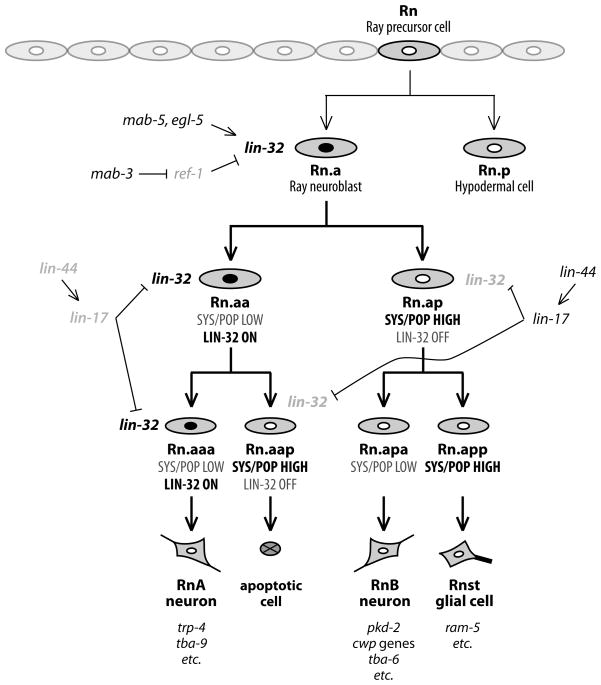 Rn
Ray precursor cell
mab-5, egl-5
lin-32
mab-3
ref-1
Rn.a
Ray neuroblast
Rn.p
Hypodermal cell
lin-44
lin-17
lin-32
Rn.aa
SYS/POP LOW
LIN-32 ON
Rn.ap
SYS/POP HIGH
LIN-32 OFF
lin-32
lin-44
lin-17
lin-32
lin-32
Rn.aaa
SYS/POP LOW
LIN-32 ON
Rn.aap
SYS/POP HIGH
LIN-32 OFF
Rn.apa
SYS/POP LOW
Rn.app
SYS/POP HIGH
RnA
neuron
trp-4
tba-9
etc.
apoptotic
cell
RnB
neuron
pkd-2
cwp genes
tba-6
etc.
Rnst
glial cell
ram-5
etc.